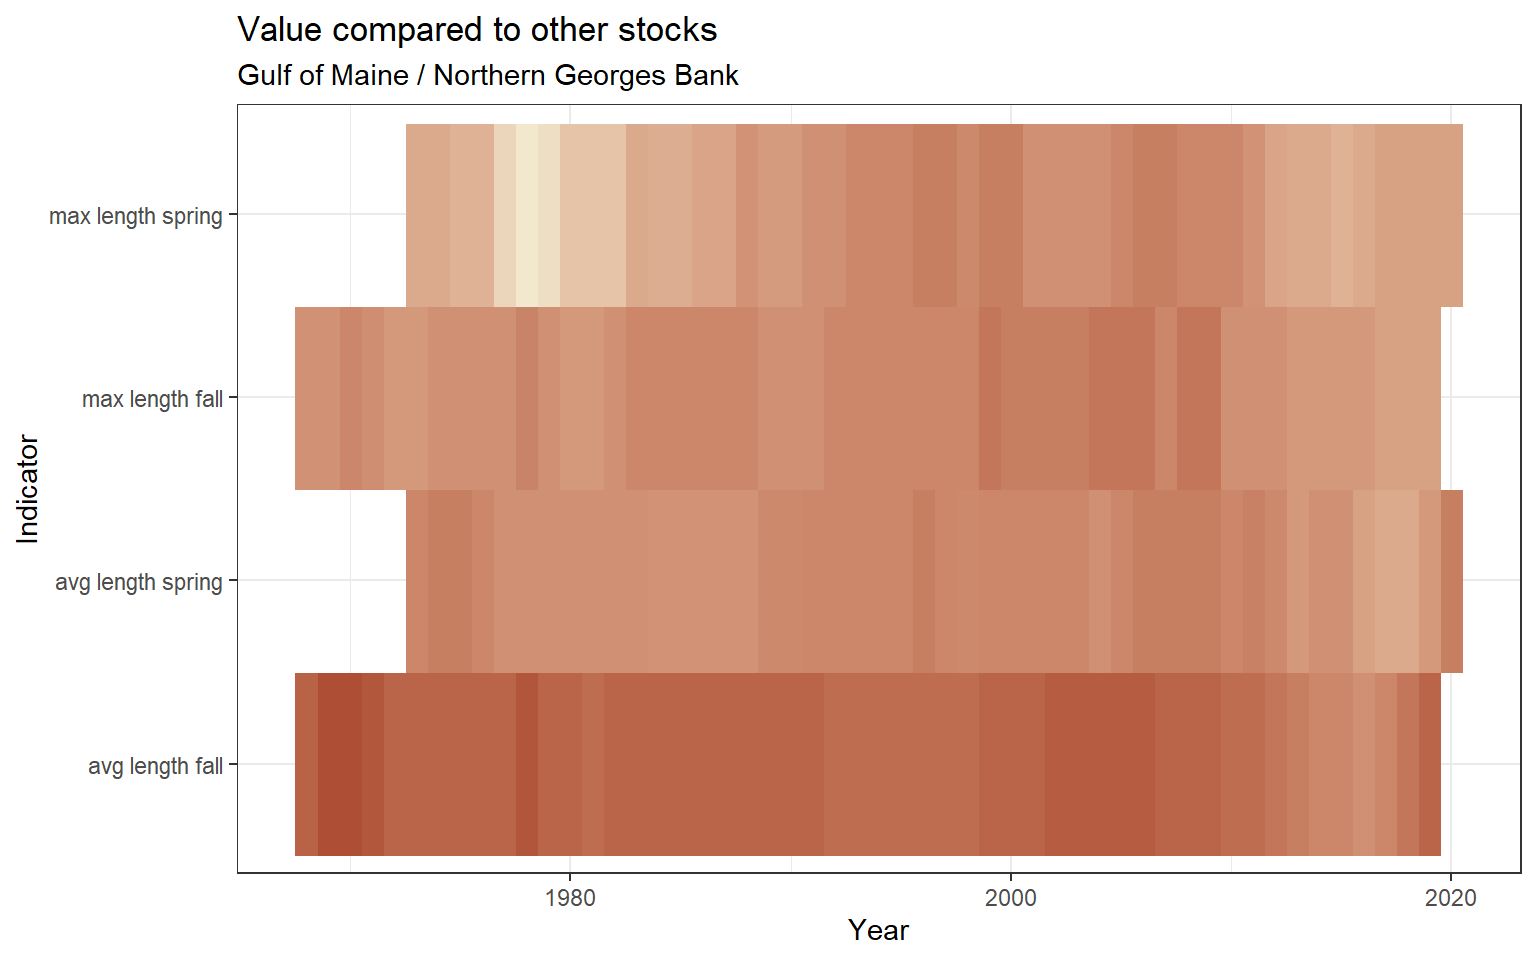 Value compared to other stocks
Gulf of Maine / Northern Georges Bank
max length spring
max length fall
avg length spring
avg length fall
Indicator
1980
2000
2020
Year